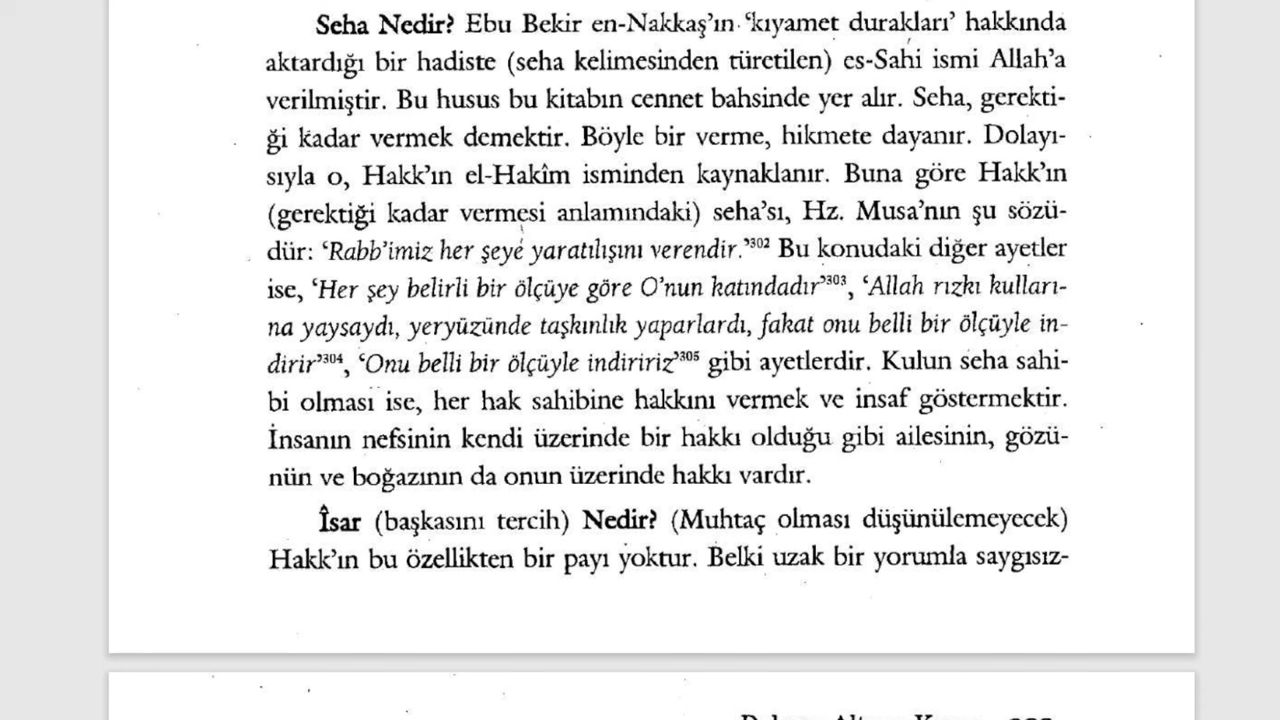 Seha Nedir? Ebu Bekir en-Nakkaş’ın ‘kıyamet durakları’ hakkında
aktardığı bir hadiste (seha kelimesinden türetilen) es-Sahi ismi Allah’a
verilmiştir. Bu husus bu kitabın cennet bahsinde yer alır. Seha, gerekti-
ği kadar vermek demektir. Böyle bir verme, hikmete dayanır. Dolayı-
sıyla o, Hakk’ın el-Hakîm isminden kaynaklanır. Buna göre Hakk’ın
(gerektiği kadar vermesi anlamındaki) seha’sı, Hz. Musa’nın şu sözü-
dür: ‘Rabb’imiz her şeye yaratılışını verendir.’302 Bu konudaki diğer ayetler
ise, ‘Her şey belirli bir ölçüye göre O’nun katındadır’303, ‘Allah rızkı kulları-
na yaysaydı, yeryüzünde taşkınlık yaparlardı, fakat onu belli bir ölçüyle in-
dirir’304, ‘Onu belli bir ölçüyle indiririz’305 gibi ayetlerdir. Kulun seha sahi-
bi olması ise, her hak sahibine hakkını vermek ve insaf göstermektir.
İnsanın nefsinin kendi üzerinde bir hakkı olduğu gibi ailesinin, gözü-
nün ve boğazının da onun üzerinde hakkı vardır.
Îsar (başkasını tercih) Nedir? (Muhtaç olması düşünülemeyecek)
Hakk’ın bu özellikten bir payı yoktur. Belki uzak bir yorumla saygısız-